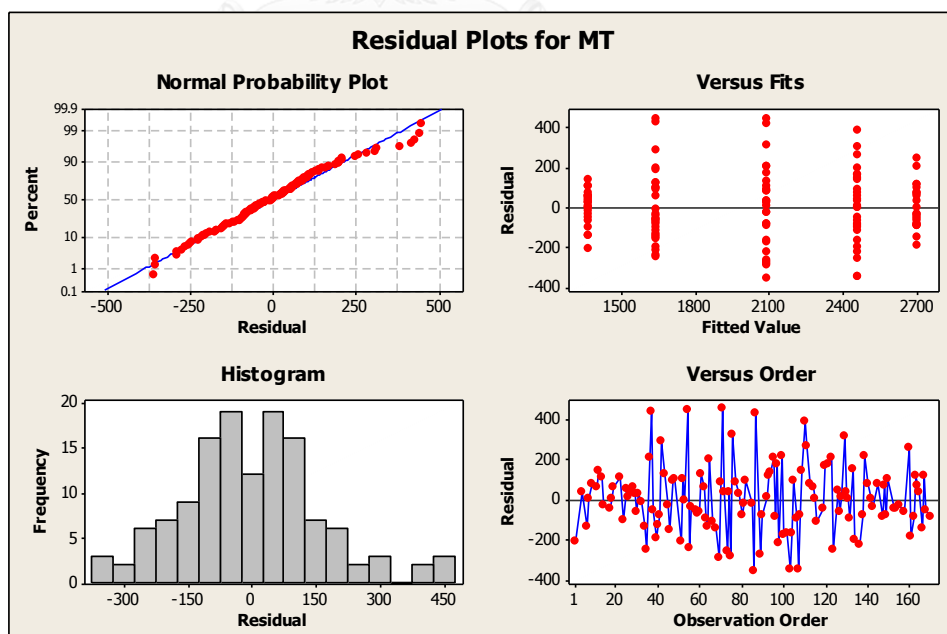 Residual Plots for MT
Normal Probability Plot
99.9
99
90
50
10
1
0.1
Percent
-500 -250 0 250 500
Residual
Versus Fits
400
200
0
-200
-400
Residual
1500 1800 2100 2400 2700
Fitted Value
Histogram
20
15
10
5
0
Frequency
-300 -150 0 150 300 450
Residual
Versus Order
400
200
0
-200
-400
Residual
1 20 40 60 80 100 120 140 160
Observation Order